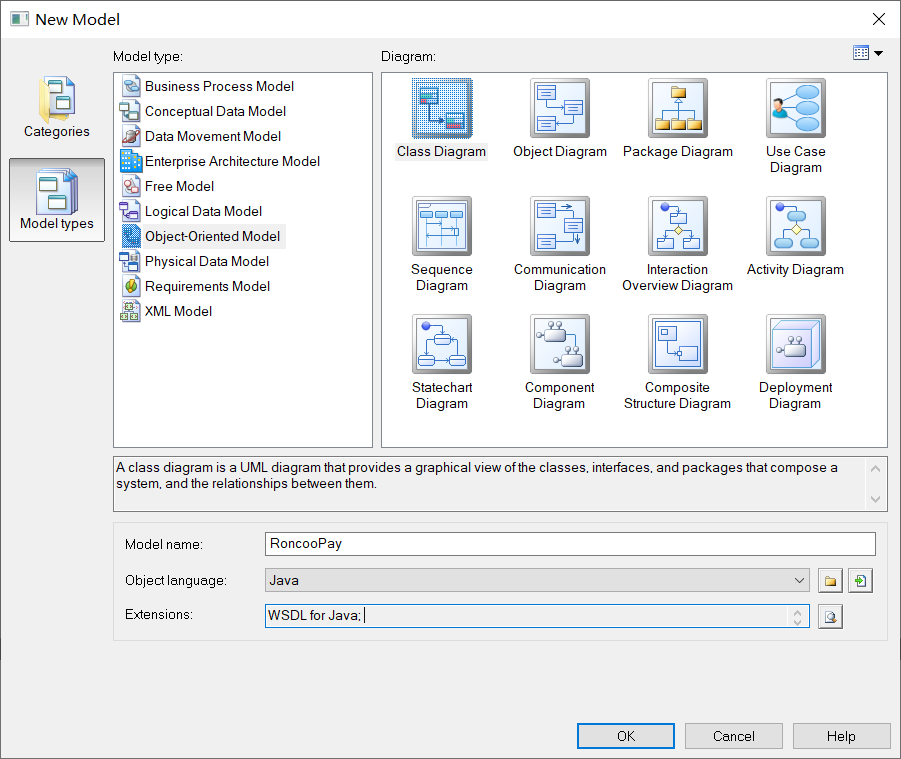 New Model
Model type:
Diagram:
Categories
Model types
Business Process Model
Conceptual Data Model
Data Movement Model
Enterprise Architecture Model
Free Model
Logical Data Model
Object-Oriented Model
Physical Data Model
Requirements Model
XML Model
Class Diagram
Object Diagram
Package Diagram
Use Case
Diagram
Sequence
Diagram
Communication
Diagram
Interaction
Overview Diagram
Activity Diagram
Statechart
Diagram
Component
Diagram
Composite
Structure Diagram
Deployment
Diagram
A class diagram is a UML diagram that provides a graphical view of the classes, interfaces, and packages that compose a
system, and the relationships between them.
Model name:
RoncooPay
Object language:
Java
Extensions:
WSDL for Java;
OK
Cancel
Help